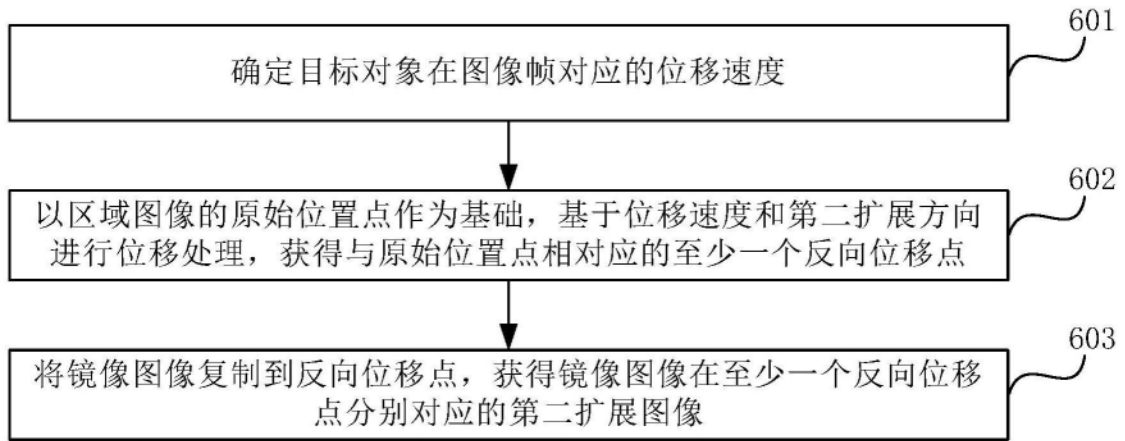 601
确定目标对象在图像帧对应的位移速度
602
以区域图像的原始位置点作为基础，基于位移速度和第二扩展方向
进行位移处理，获得与原始位置点相对应的至少一个反向位移点
603
将镜像图像复制到反向位移点，获得镜像图像在至少一个反向位移
点分别对应的第二扩展图像